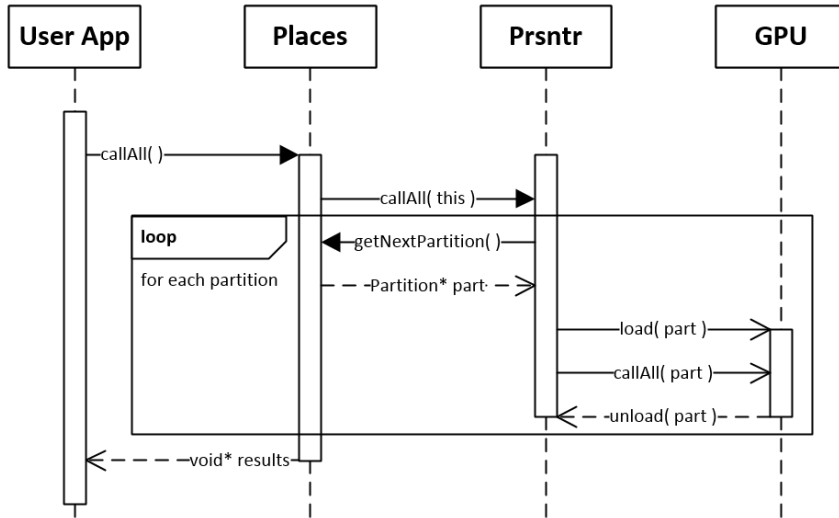 User App
Places
Prsntr
GPU
callAll( )
callAll( this )
loop
getNextPartition( )
for each partition
Partition* part
load( part )
callAll( part )
unload( part )
void* results